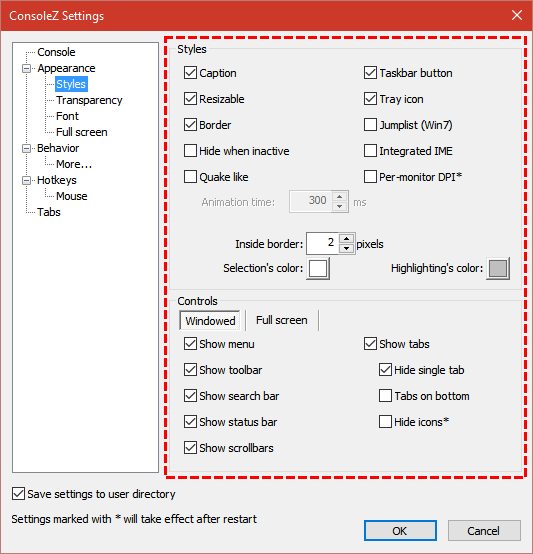 ConsoleZ Settings
Console
Appearance
Styles
Transparency
Font
Full screen
Behavior
More...
Hotkeys
Mouse
Tabs
Styles
Caption
Taskbar button
Resizable
Tray icon
Border
Jumplist (Win7)
Hide when inactive
Integrated IME
Quake like
Per-monitor DPI*
Animation time: 300 ms
Inside border: 2 pixels
Selection's color:
Highlighting's color:
Controls
Windowed
Full screen
Show menu
Show tabs
Show toolbar
Hide single tab
Show search bar
Tabs on bottom
Show status bar
Hide icons*
Show scrollbars
Save settings to user directory
Settings marked with * will take effect after restart
OK
Cancel